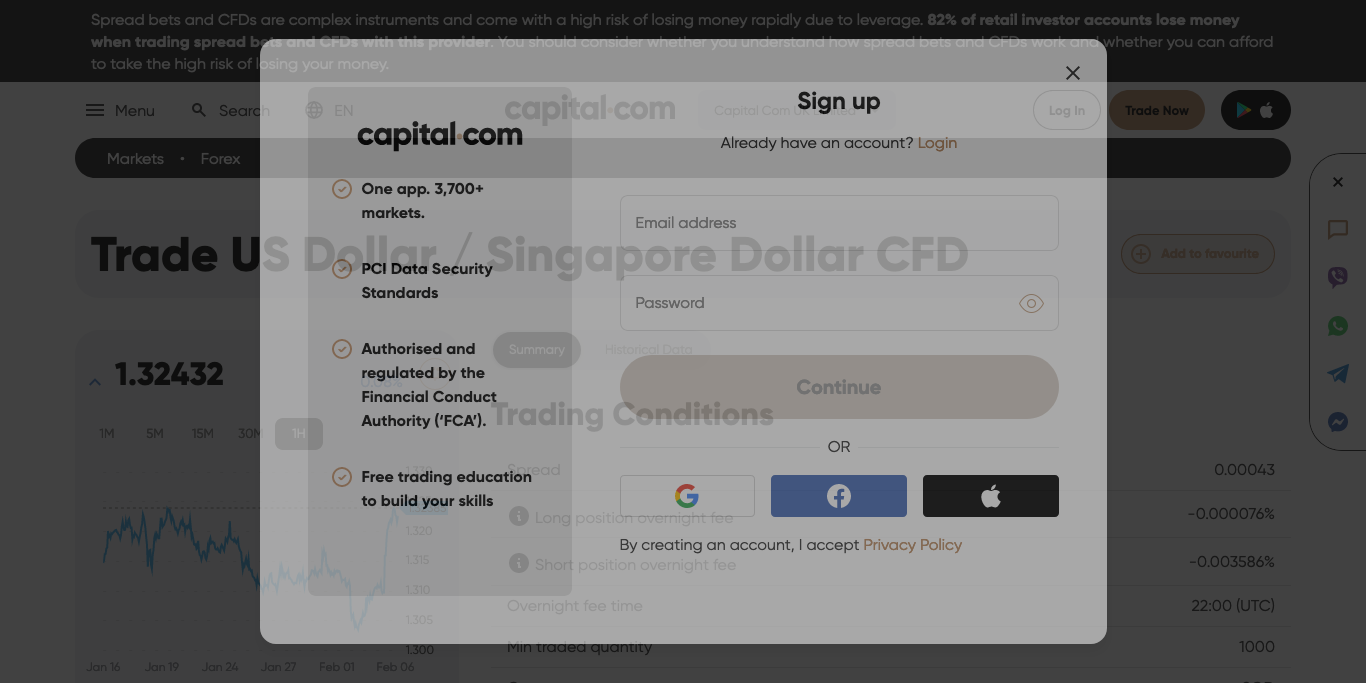 Spread bets and CFDs are complex instruments and come with a high risk of losing money rapidly due to leverage. 82% of retail investor accounts lose money
when trading spread bets and CFDs with this provider. You should consider whether you understand how spread bets and CFDs work and whether you can afford
to take the high risk of losing your money.
Menu
Search
EN
capital.com
Capital Com UK Limited
Log In
Trade Now
Markets
Forex
Trade US Dollar / Singapore Dollar CFD
Add to favourite
1.32432
1M
5M
15M
30M
1H
1.320
1.315
1.310
1.305
1.300
Jan 16
Jan 19
Jan 24
Jan 27
Feb 01
Feb 06
Summary
Historical Data
Trading Conditions
Spread
0.00043
Long position overnight fee
-0.000076%
Short position overnight fee
-0.003586%
Overnight fee time
22:00 (UTC)
Min traded quantity
1000
capital.com
One app. 3,700+
markets.
PCI Data Security
Standards
Authorised and
regulated by the
Financial Conduct
Authority (‘FCA’).
Free trading education
to build your skills
Sign up
Already have an account? Login
Email address
Password
Continue
OR
By creating an account, I accept Privacy Policy